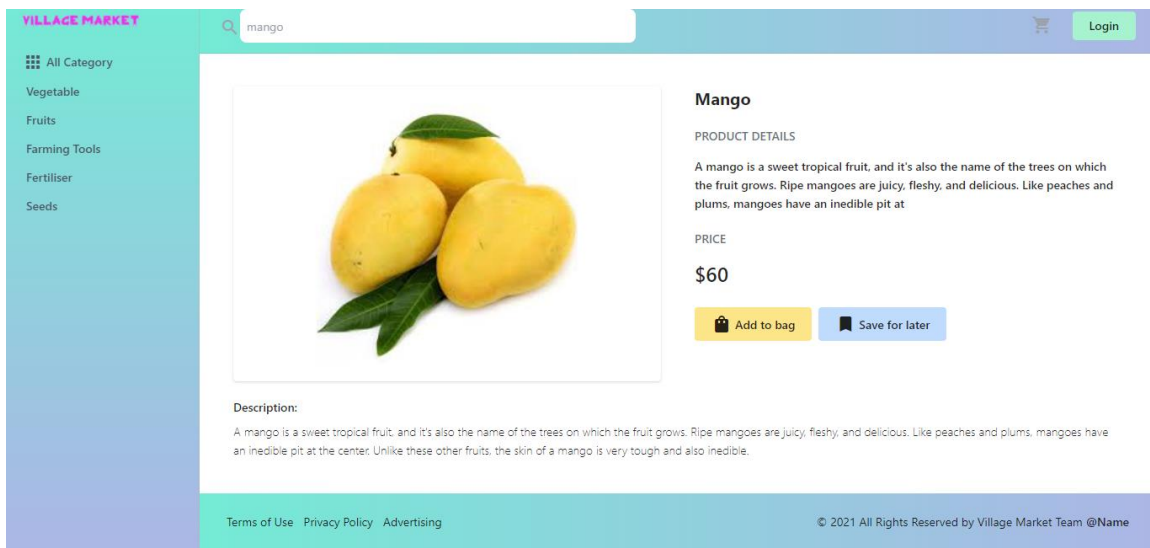 VILLAGE MARKET
mango
Login
All Category
Vegetable
Fruits
Farming Tools
Fertiliser
Seeds
Mango
PRODUCT DETAILS
A mango is a sweet tropical fruit, and it's also the name of the trees on which
the fruit grows. Ripe mangoes are juicy, fleshy, and delicious. Like peaches and
plums, mangoes have an inedible pit at
PRICE
$60
Add to bag
Save for later
Description:
A mango is a sweet tropical fruit, and it's also the name of the trees on which the fruit grows. Ripe mangoes are juicy, fleshy, and delicious. Like peaches and plums, mangoes have
an inedible pit at the center. Unlike these other fruits, the skin of a mango is very tough and also inedible.
Terms of Use Privacy Policy Advertising
© 2021 All Rights Reserved by Village Market Team @Name